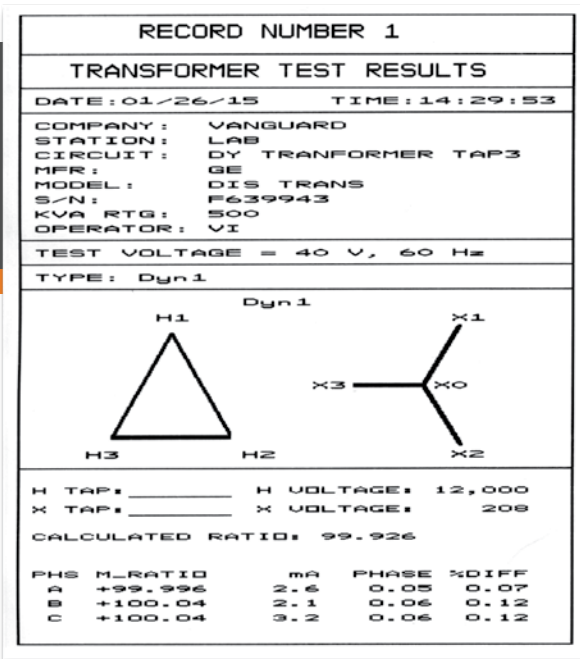 RECORD NUMBER 1
TRANSFORMER TEST RESULTS
DATE:01/26/15 TIME:14:29:53
COMPANY: VANGUARD
STATION: LAB
CIRCUIT: DY TRANFORMER TAP3
MFR: GE
MODEL: DIS TRANS
S/N: F639943
KVA RTG: 500
OPERATOR: VI
TEST VOLTAGE = 40 V, 60 Hz
TYPE: Dyn1
Dyn1
H1 X1
X3 X0
H3 H2 X2
H TAP:________ H VOLTAGE: 12,000
X TAP:________ X VOLTAGE: 208
CALCULATED RATIO: 99.926
PHS M_RATIO mA PHASE %DIFF
A +99.996 2.6 0.05 0.07
B +100.04 2.1 0.06 0.12
C +100.04 3.2 0.06 0.12